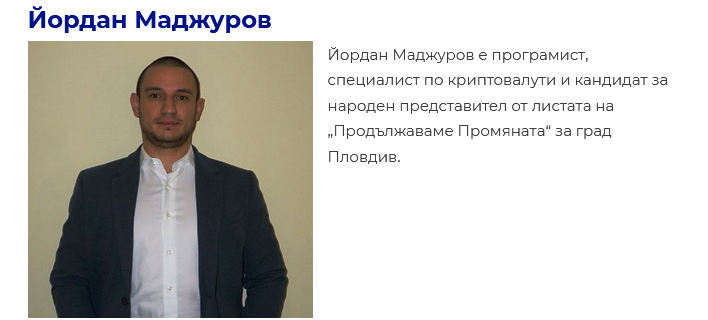 Йордан Маджуров
Йордан Маджуров е програмист,
специалист по криптовалути и кандидат за
народен представител от листата на
„Продължаваме Промяната“ за град
Пловдив.